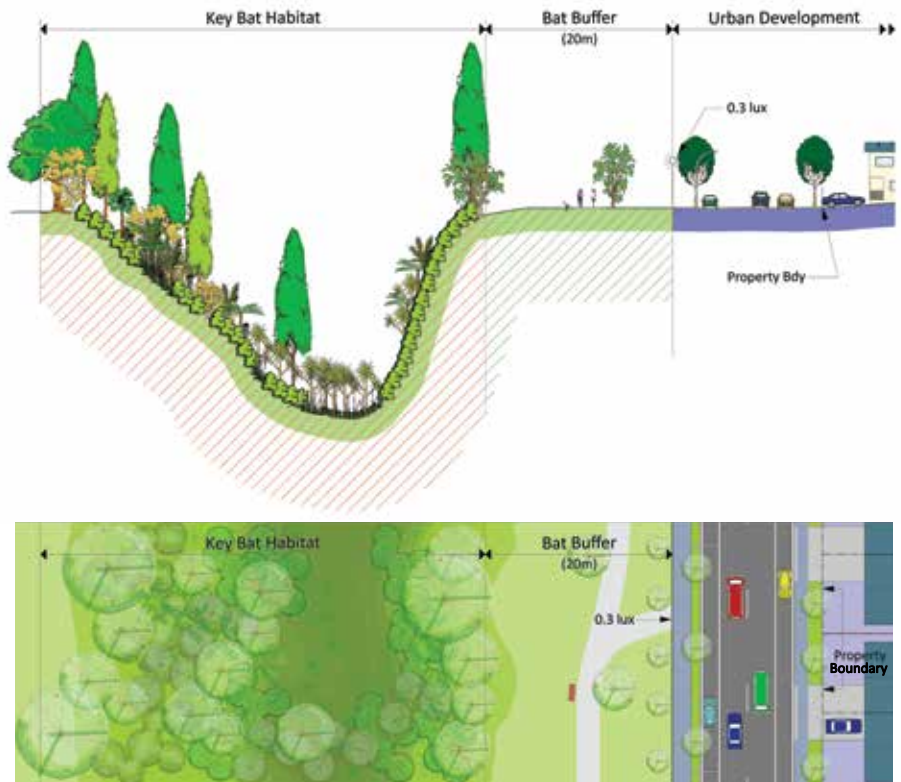 Key Bat Habitat
Bat Buffer
(20m)
Urban Development
0.3 lux
Property Bdy
Key Bat Habitat
Bat Buffer
(20m)
0.3 lux
Property
Boundary